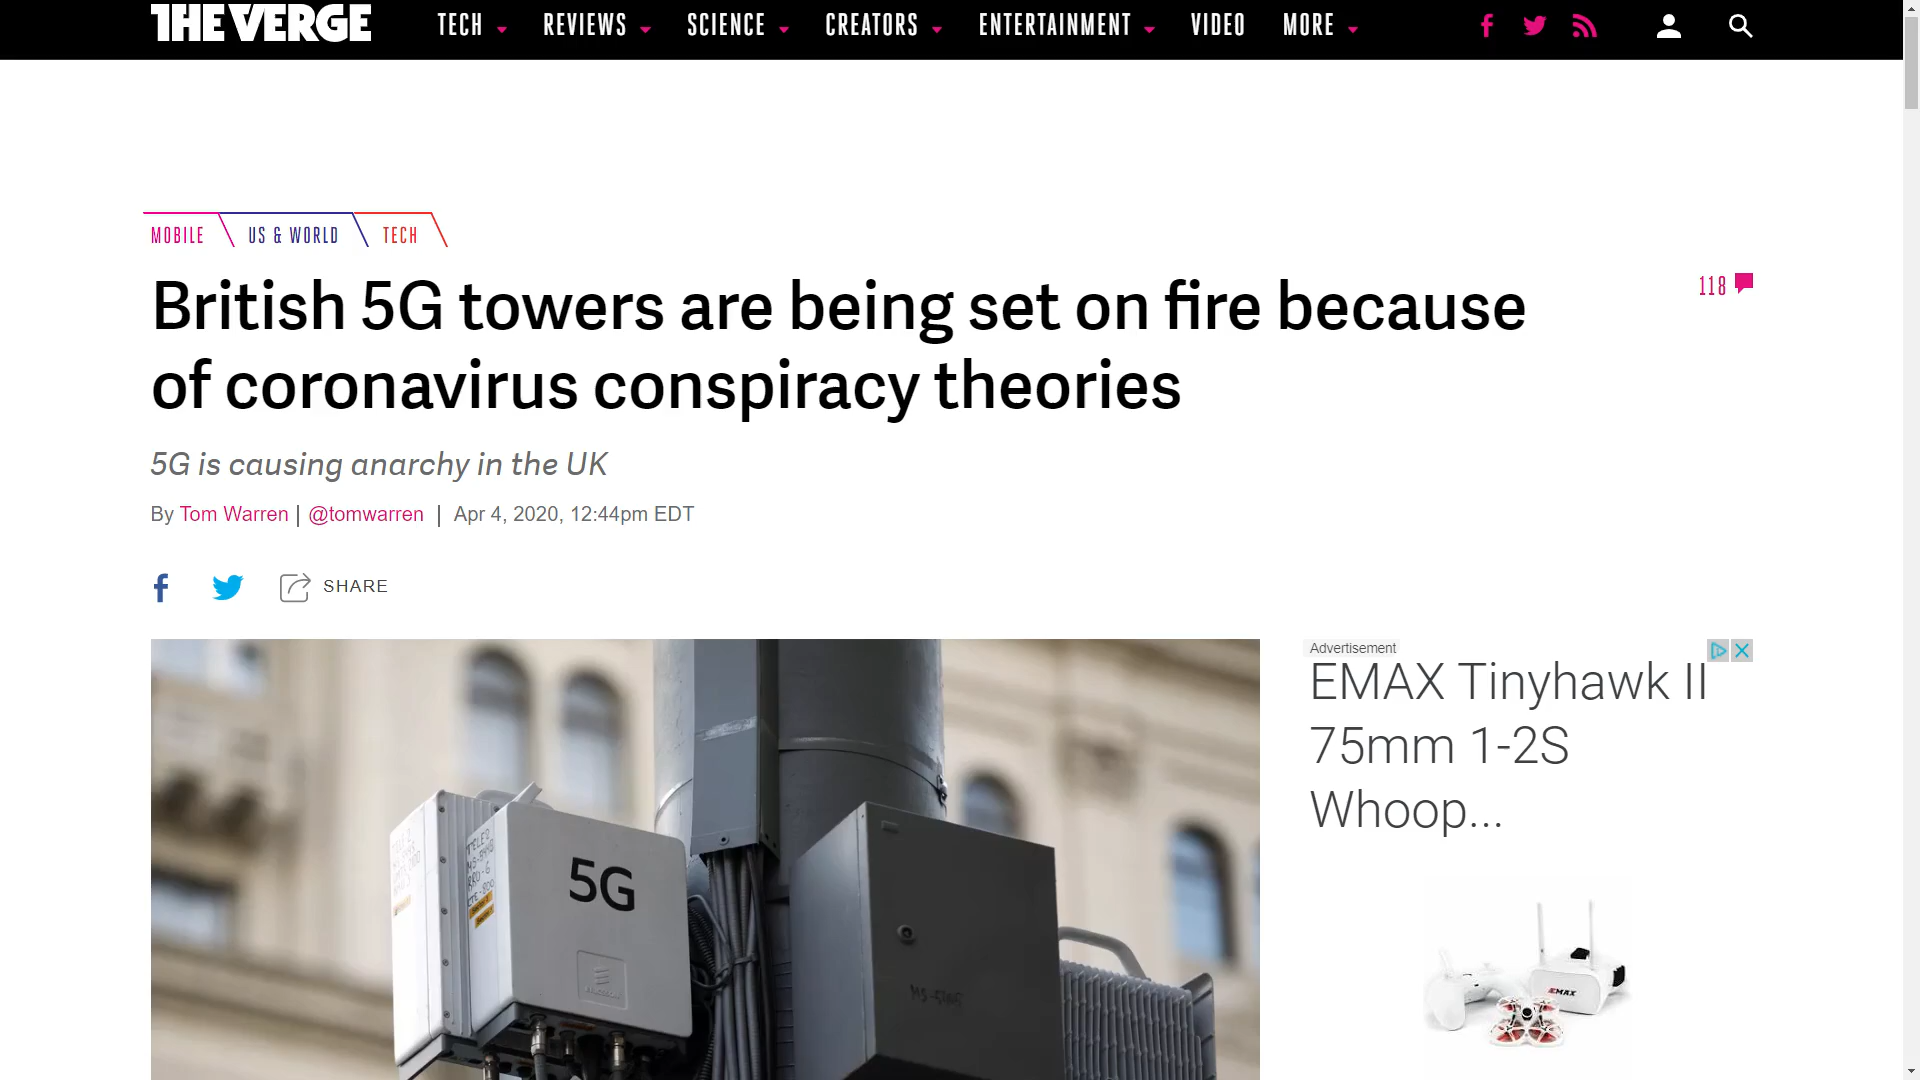 THE VERGE
TECH REVIEWS SCIENCE CREATORS ENTERTAINMENT VIDEO MORE
MOBILE US & WORLD TECH
British 5G towers are being set on fire because
of coronavirus conspiracy theories
118
5G is causing anarchy in the UK
By Tom Warren | @tomwarren | Apr 4, 2020, 12:44pm EDT
SHARE
5G
Advertisement
EMAX Tinyhawk II
75mm 1-2S
Whoop...
EMAX